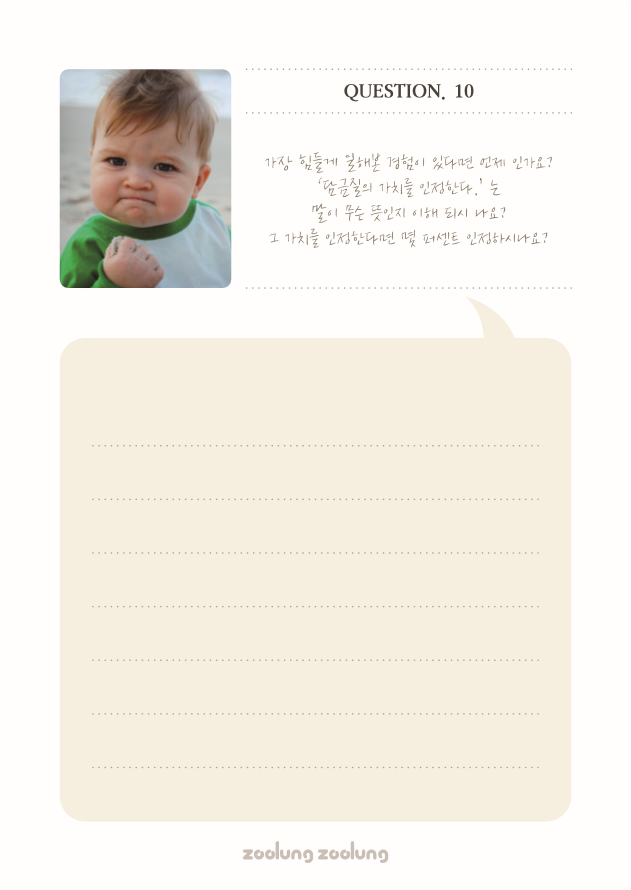 QUESTION. 10
가장 힘들게 일해본 경험이 있다면 언제 인가요?
'담금질의 가치를 인정한다.' 는
말이 무슨 뜻인지 이해 되시 나요?
그 가치를 인정한다면 몇 퍼센트 인정하시나요?
zoolung zoolung